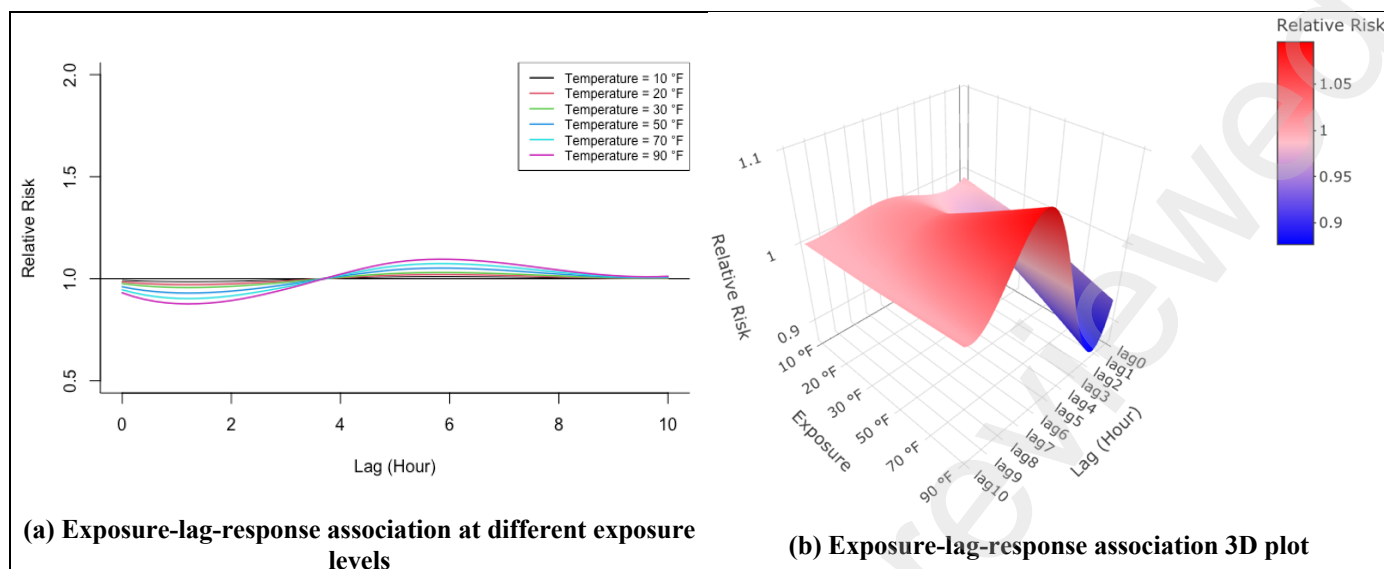 2.0
1.5
1.0
0.5
Relative Risk
0 2 4 6 8 10
Lag (Hour)
Temperature = 10 °F
Temperature = 20 °F
Temperature = 30 °F
Temperature = 50 °F
Temperature = 70 °F
Temperature = 90 °F
(a) Exposure-lag-response association at different exposure
levels
Relative Risk
1.05
1
0.95
0.9
1.1
1
0.9
Relative Risk
10 °F
20 °F
30 °F
50 °F
70 °F
90 °F
Exposure
lag0
lag1
lag2
lag3
lag4
lag5
lag6
lag7
lag8
lag9
lag10
Lag (Hour)
(b) Exposure-lag-response association 3D plot
reviewed